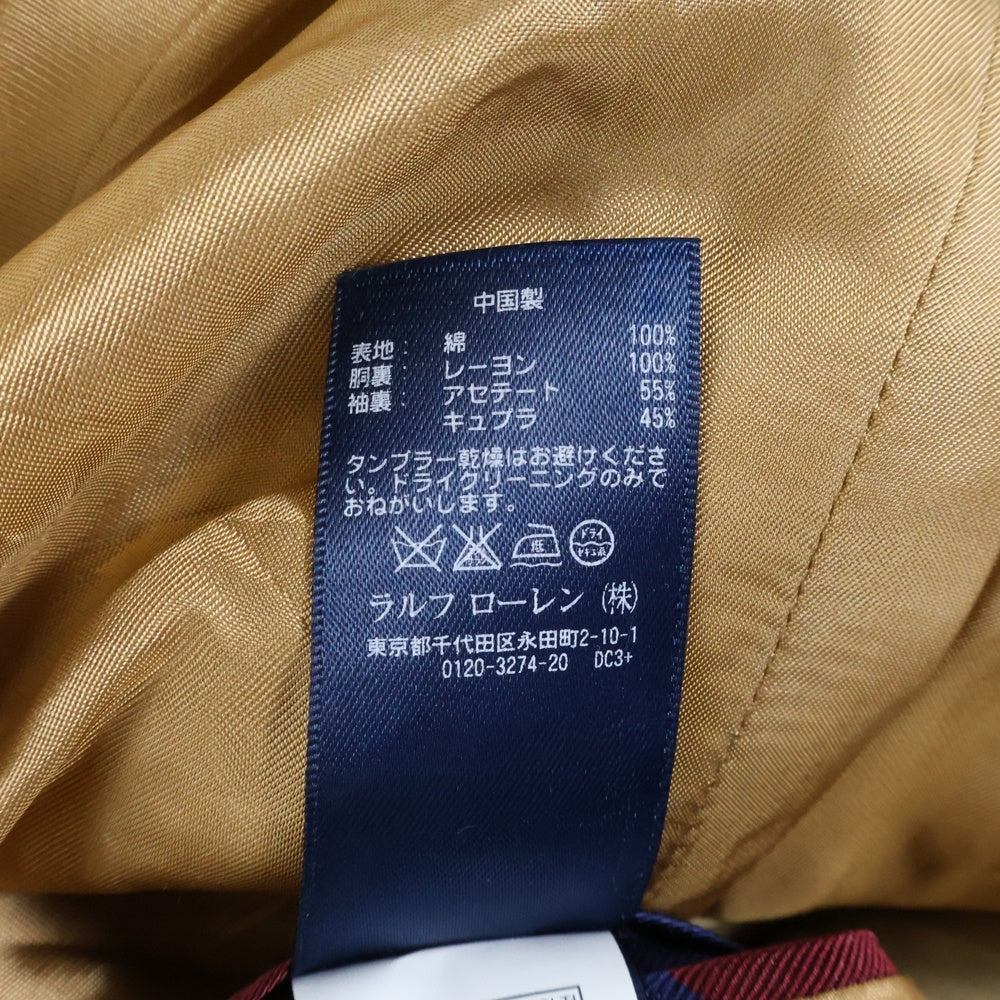 中国製
表地: 綿 100%
胴裏: レーヨン 100%
袖裏: アセテート 55%
キュプラ 45%
タンブラー乾燥はお避けくださ
い。ドライクリーニングのみで
おねがいします。
低 ドライ
セキユ系
ラルフ ローレン (株)
東京都千代田区永田町2-10-1
0120-3274-20 DC3+